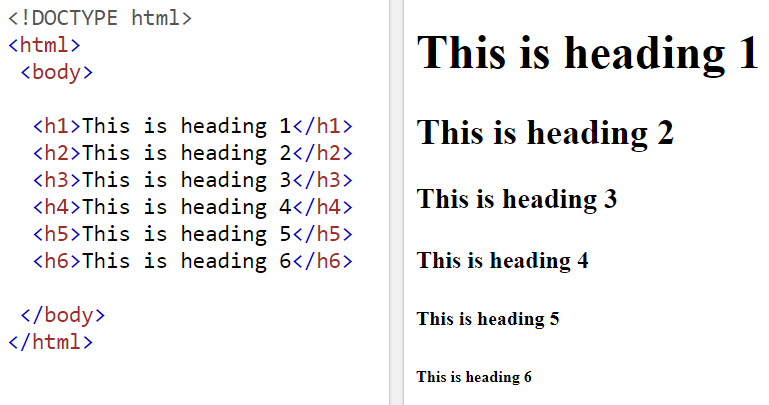 <!DOCTYPE html>
<html>
<body>
<h1>This is heading 1</h1>
<h2>This is heading 2</h2>
<h3>This is heading 3</h3>
<h4>This is heading 4</h4>
<h5>This is heading 5</h5>
<h6>This is heading 6</h6>
</body>
</html>
This is heading 1
This is heading 2
This is heading 3
This is heading 4
This is heading 5
This is heading 6